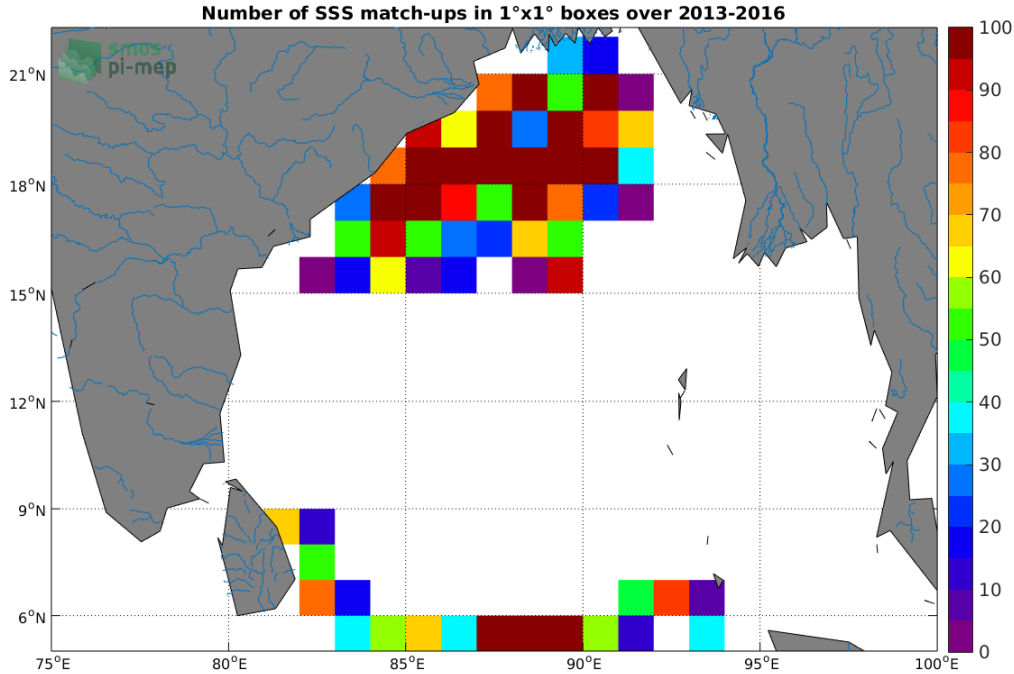 Number of SSS match-ups in 1°x1° boxes over 2013-2016
smos
pi-mep
21°N
18°N
15°N
12°N
9°N
6°N
75°E
80°E
85°E
90°E
95°E
100°E
100
90
80
70
60
50
40
30
20
10
0